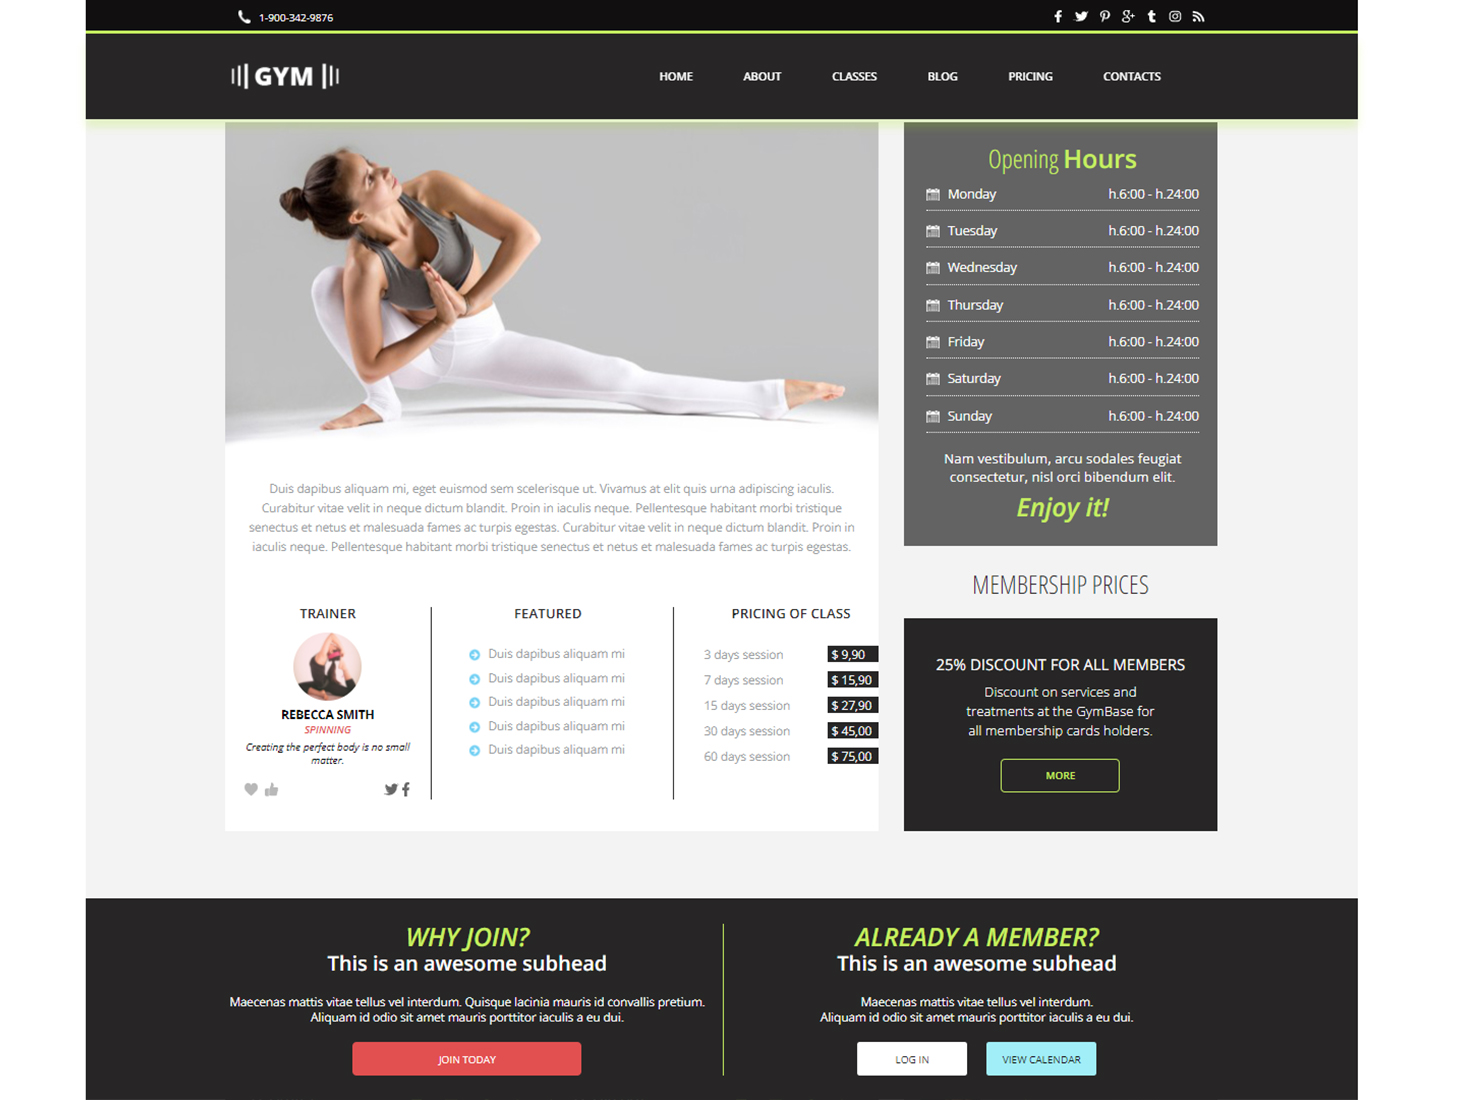 1-900-342-9876
GYM
HOME ABOUT CLASSES BLOG PRICING CONTACTS
Duis dapibus aliquam mi, eget euismod sem scelerisque ut. Vivamus at elit quis urna adipiscing iaculis.
Curabitur vitae velit in neque dictum blandit. Proin in iaculis neque. Pellentesque habitant morbi tristique
senectus et netus et malesuada fames ac turpis egestas. Curabitur vitae velit in neque dictum blandit. Proin in
iaculis neque. Pellentesque habitant morbi tristique senectus et netus et malesuada fames ac turpis egestas.
TRAINER
REBECCA SMITH
SPINNING
Creating the perfect body is no small
matter.
FEATURED
Duis dapibus aliquam mi
Duis dapibus aliquam mi
Duis dapibus aliquam mi
Duis dapibus aliquam mi
Duis dapibus aliquam mi
PRICING OF CLASS
3 days session $ 9,90
7 days session $ 15,90
15 days session $ 27,90
30 days session $ 45,00
60 days session $ 75,00
Opening Hours
Monday h.6:00 - h.24:00
Tuesday h.6:00 - h.24:00
Wednesday h.6:00 - h.24:00
Thursday h.6:00 - h.24:00
Friday h.6:00 - h.24:00
Saturday h.6:00 - h.24:00
Sunday h.6:00 - h.24:00
Nam vestibulum, arcu sodales feugiat
consectetur, nisl orci bibendum elit.
Enjoy it!
MEMBERSHIP PRICES
25% DISCOUNT FOR ALL MEMBERS
Discount on services and
treatments at the GymBase for
all membership cards holders.
MORE
WHY JOIN?
This is an awesome subhead
Maecenas mattis vitae tellus vel interdum. Quisque lacinia mauris id convallis pretium.
Aliquam id odio sit amet mauris porttitor iaculis a eu dui.
JOIN TODAY
ALREADY A MEMBER?
This is an awesome subhead
Maecenas mattis vitae tellus vel interdum.
Aliquam id odio sit amet mauris porttitor iaculis a eu dui.
LOG IN VIEW CALENDAR